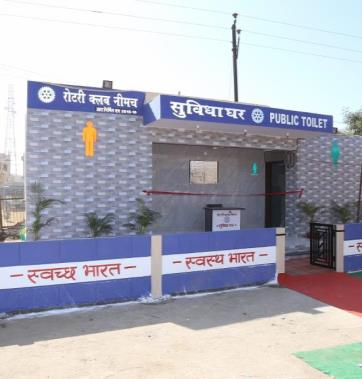 रोटरी क्लब नीमच
सुविधाघर PUBLIC TOILET
स्वच्छ भारत
स्वस्थ भारत